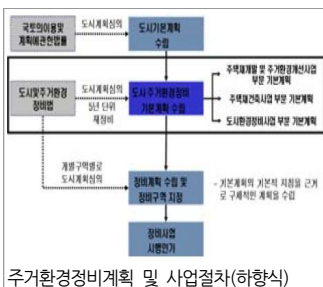 국토의이용및
계획에관한법률
도시계획심의
도시기본계획
수립
도시및주거환경
정비법
도시계획심의
5년 단위
재정비
도시 주거환경정비
기본계획 수립
주택재개발 및 주거환경개선사업
부문 기본계획
주택재건축사업 부문 기본계획
도시환경정비사업 부문 기본계획
개별구역별로
도시계획심의
정비계획 수립 및
정비구역 지정
- 기본계획의 기본적 지침을 근거
로 구체적인 계획을 수립
정비사업
시행인가
주거환경정비계획 및 사업절차(하향식)